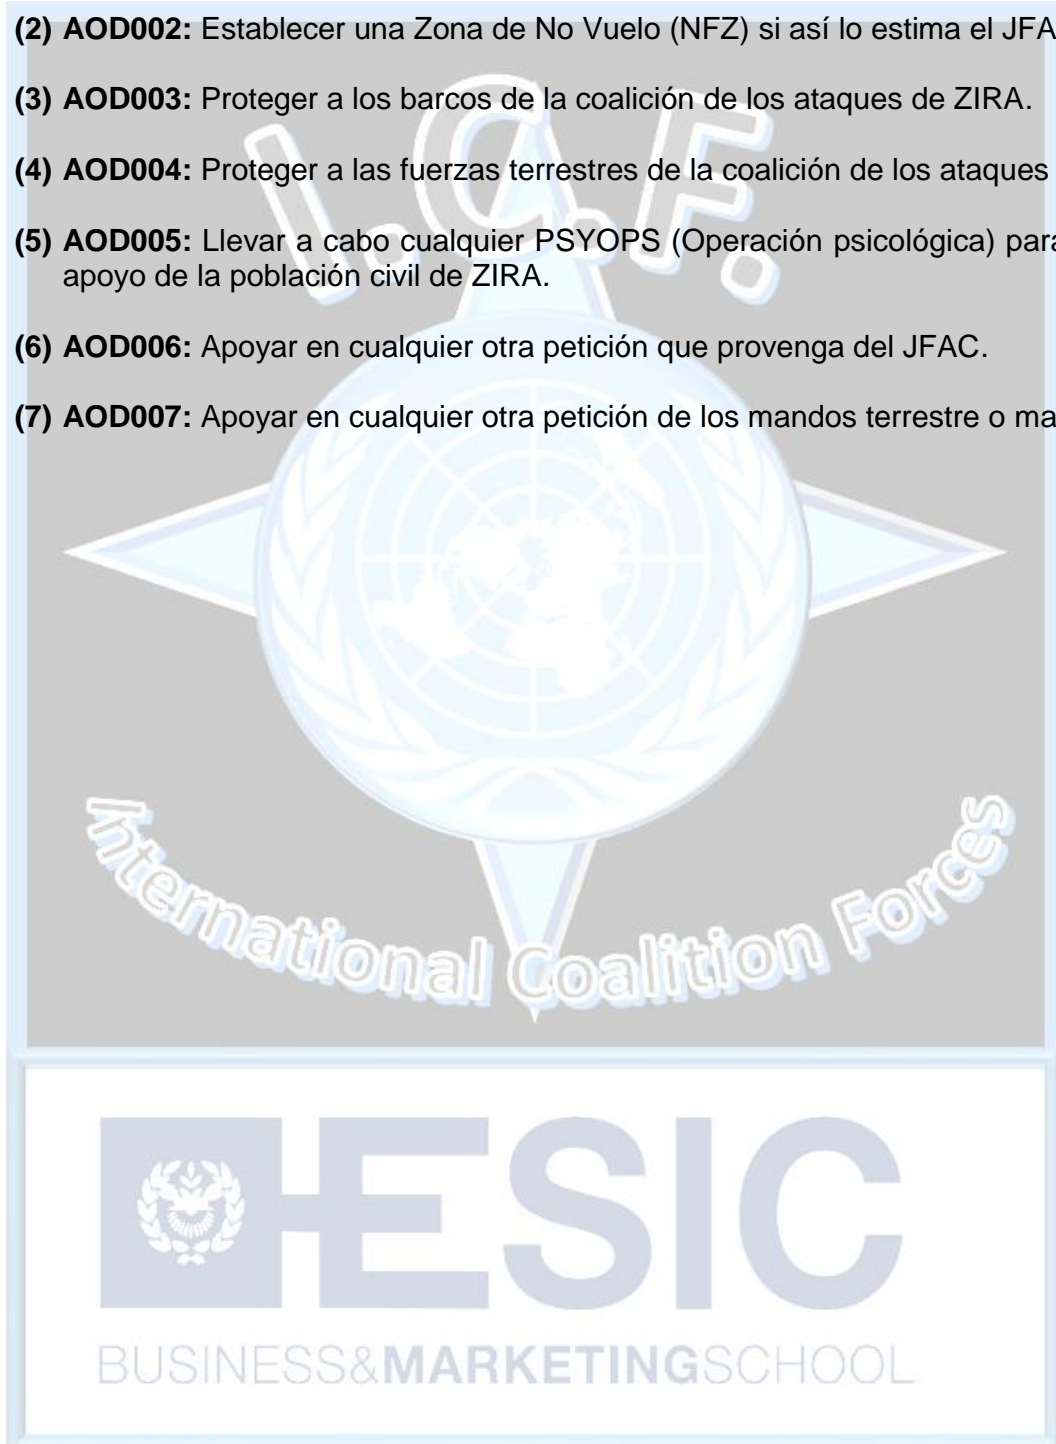 (2) AOD002: Establecer una Zona de No Vuelo (NFZ) si así lo estima el JFA
(3) AOD003: Proteger a los barcos de la coalición de los ataques de ZIRA.
(4) AOD004: Proteger a las fuerzas terrestres de la coalición de los ataques
(5) AOD005: Llevar a cabo cualquier PSYOPS (Operación psicológica) para
apoyo de la población civil de ZIRA.
(6) AOD006: Apoyar en cualquier otra petición que provenga del JFAC.
(7) AOD007: Apoyar en cualquier otra petición de los mandos terrestre o ma
I.C.F.
International Coalition Forces
ESIC
BUSINESS&MARKETINGSCHOOL